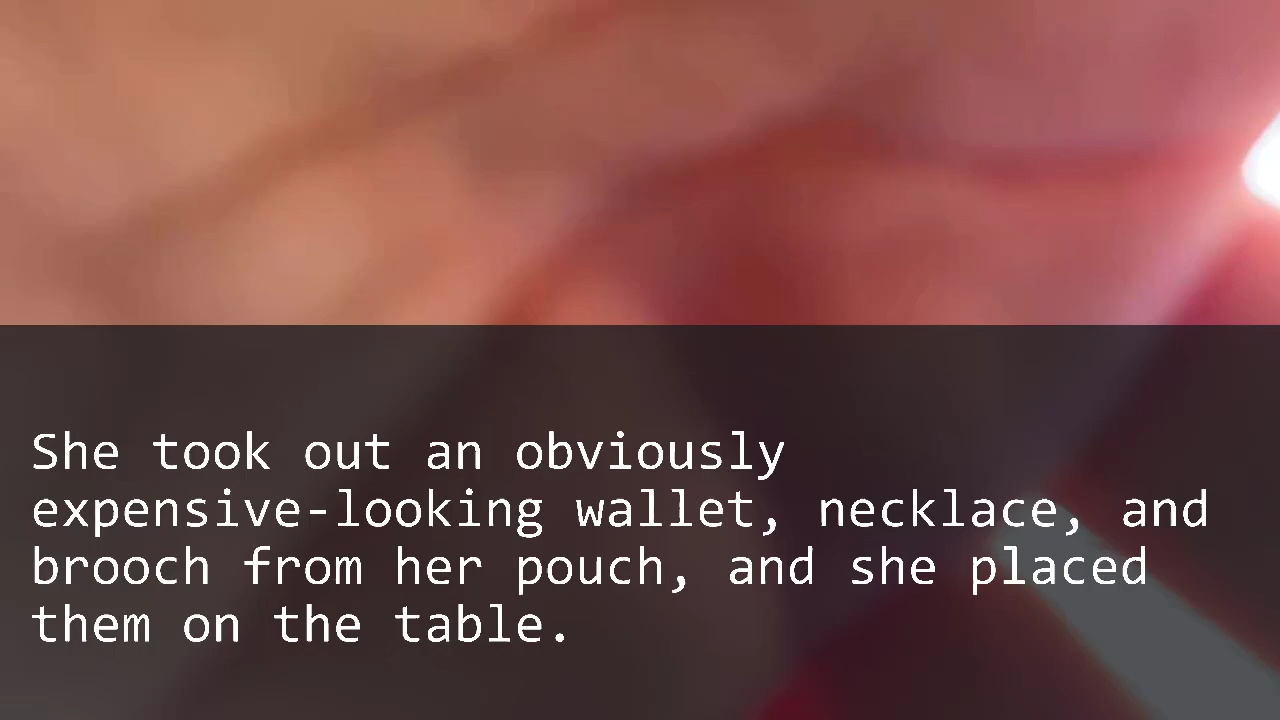 She took out an obviously
expensive-looking wallet, necklace, and
brooch from her pouch, and she placed
them on the table.